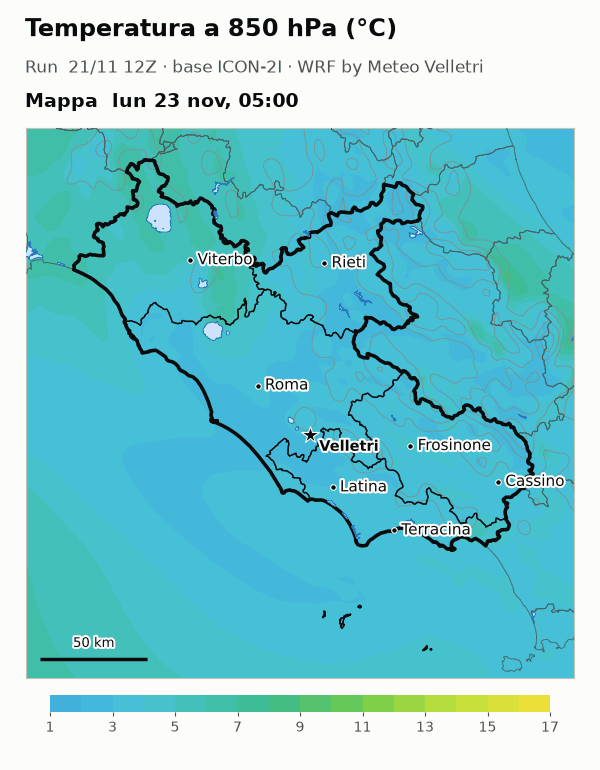 Temperatura a 850 hPa (°C)
Run  21/11 12Z · base ICON-2I · WRF by Meteo Velletri
Mappa  lun 23 nov, 05:00
Viterbo
Rieti
Roma
Velletri
Frosinone
Cassino
Latina
Terracina
50 km
1 3 5 7 9 11 13 15 17